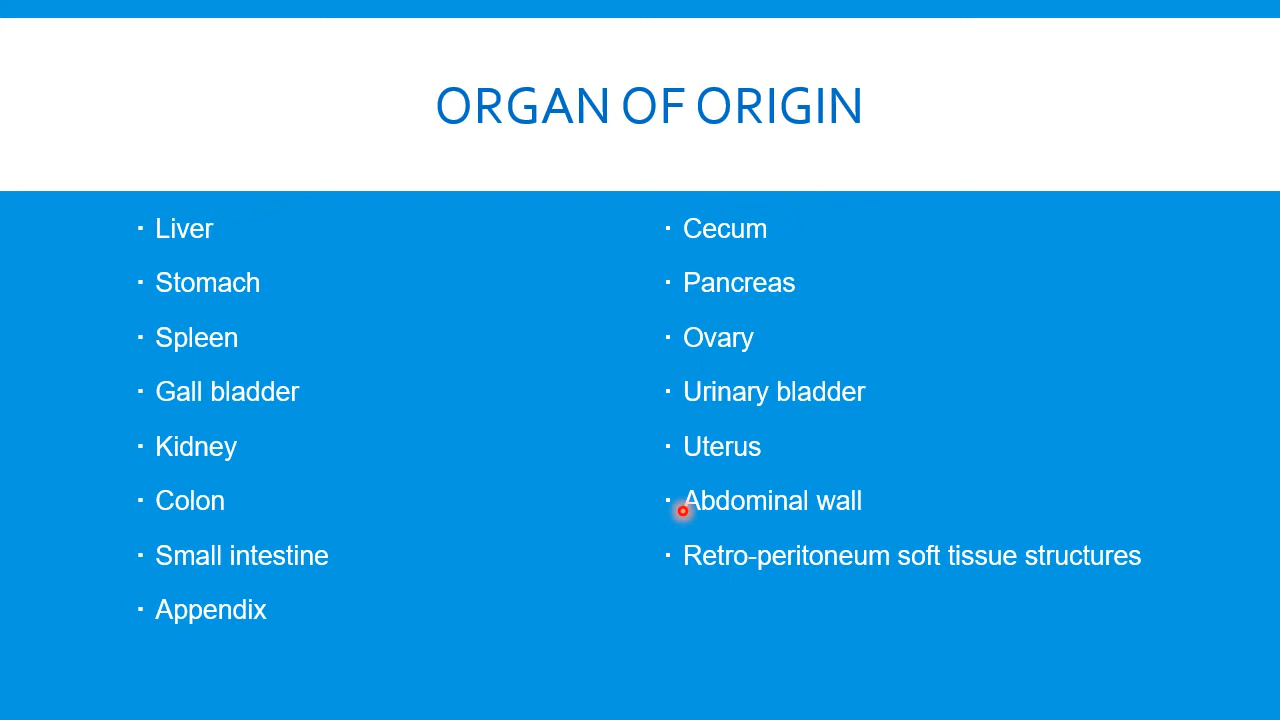 ORGAN OF ORIGIN
Liver
Stomach
Spleen
Gall bladder
Kidney
Colon
Small intestine
Appendix
Cecum
Pancreas
Ovary
Urinary bladder
Uterus
Abdominal wall
Retro-peritoneum soft tissue structures